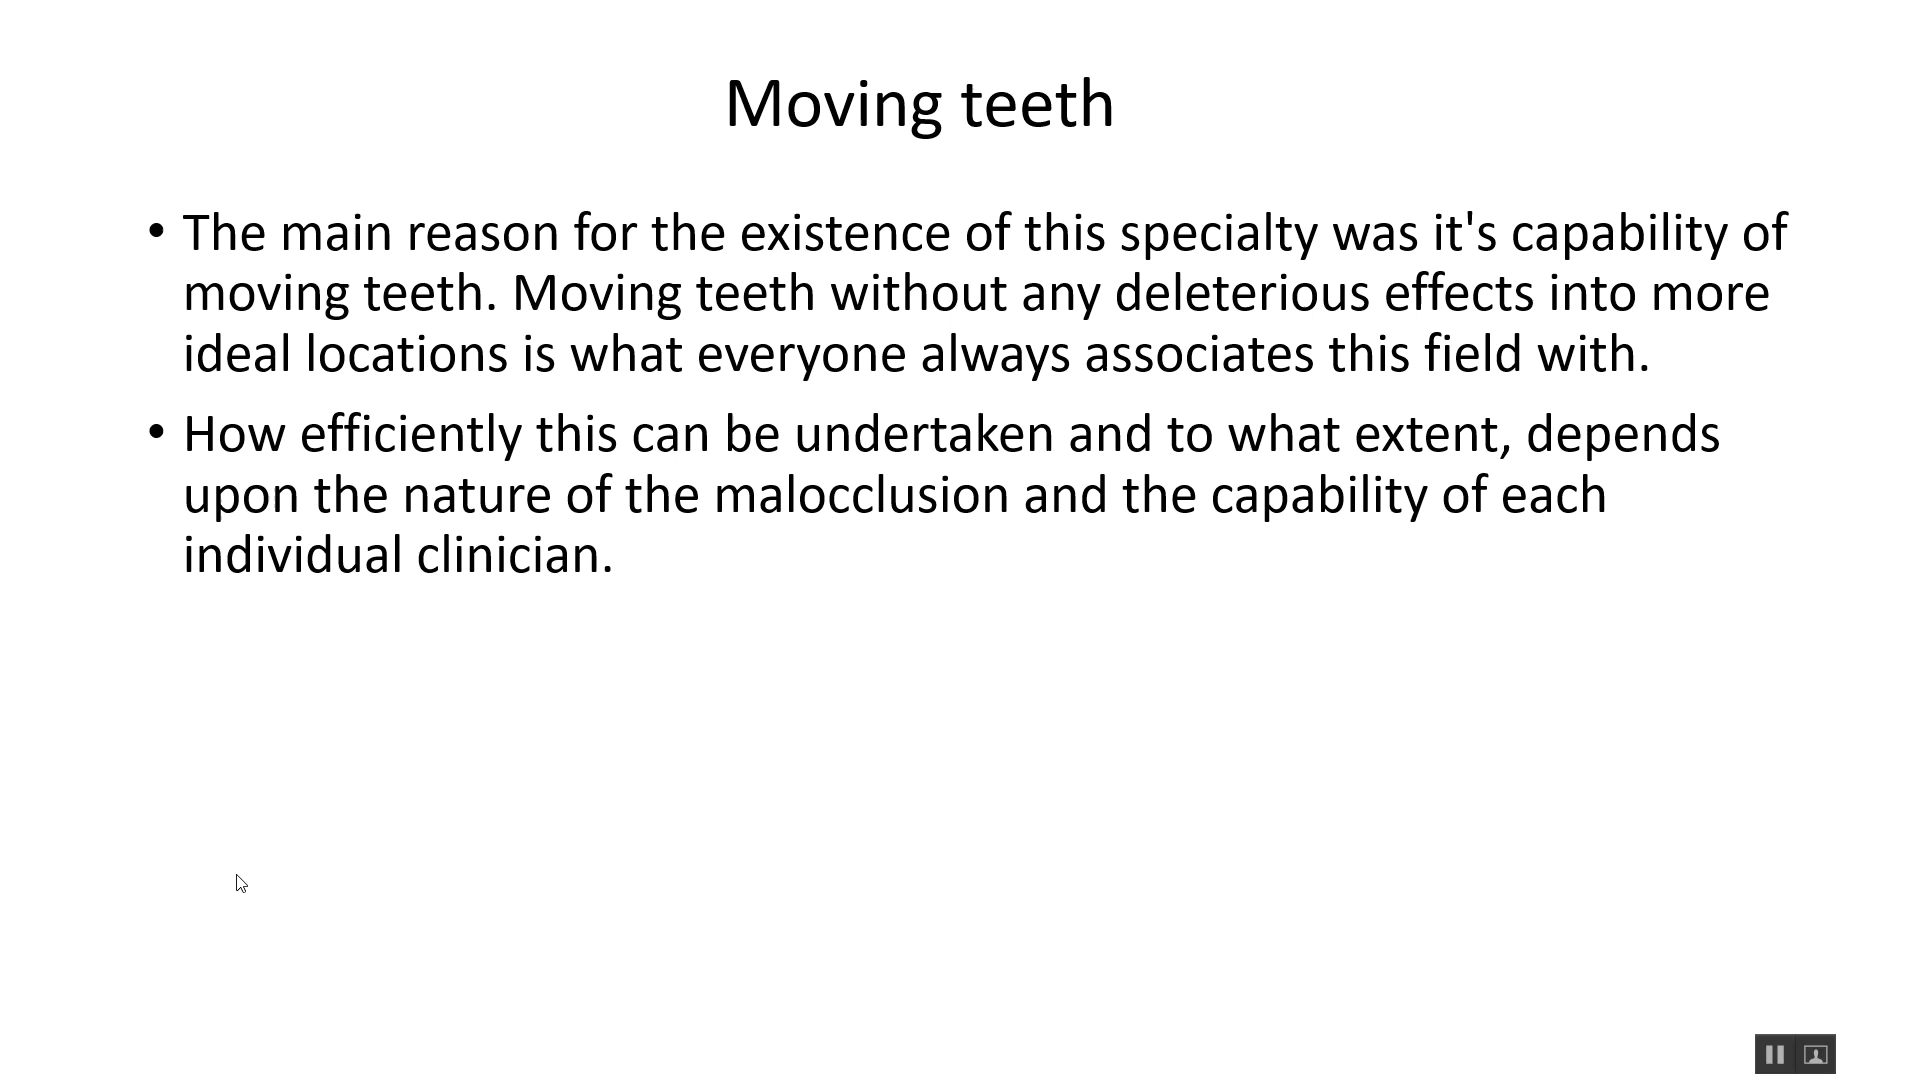 Moving teeth
• The main reason for the existence of this specialty was it's capability of
moving teeth. Moving teeth without any deleterious effects into more
ideal locations is what everyone always associates this field with.
• How efficiently this can be undertaken and to what extent, depends
upon the nature of the malocclusion and the capability of each
individual clinician.